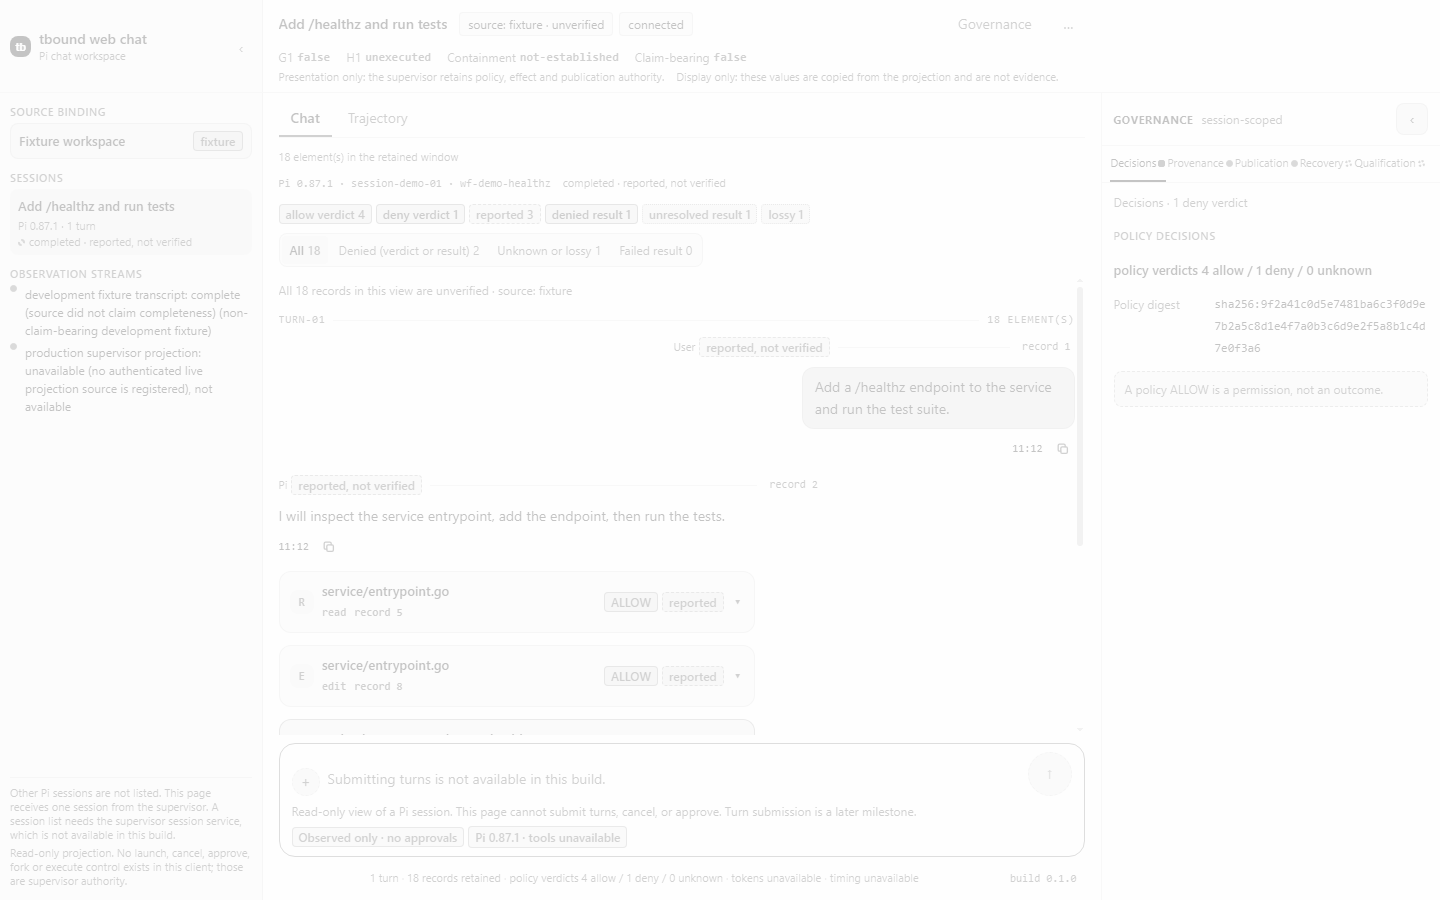 tb
tbound web chat
Pi chat workspace
‹
SOURCE BINDING
Fixture workspace
fixture
SESSIONS
Add /healthz and run tests
Pi 0.87.1 · 1 turn
completed · reported, not verified
OBSERVATION STREAMS
development fixture transcript: complete
(source did not claim completeness) (non-
claim-bearing development fixture)
production supervisor projection:
unavailable (no authenticated live
projection source is registered), not
available
Other Pi sessions are not listed. This page
receives one session from the supervisor. A
session list needs the supervisor session service,
which is not available in this build.
Read-only projection. No launch, cancel, approve,
fork or execute control exists in this client; those
are supervisor authority.
Add /healthz and run tests
source: fixture · unverified
connected
Governance
...
G1 false H1 unexecuted Containment not-established Claim-bearing false
Presentation only: the supervisor retains policy, effect and publication authority. Display only: these values are copied from the projection and are not evidence.
Chat Trajectory
18 element(s) in the retained window
Pi 0.87.1 · session-demo-01 · wf-demo-healthz completed · reported, not verified
allow verdict 4 deny verdict 1 reported 3 denied result 1 unresolved result 1 lossy 1
All 18 Denied (verdict or result) 2 Unknown or lossy 1 Failed result 0
All 18 records in this view are unverified · source: fixture
TURN-01 18 ELEMENT(S)
User reported, not verified record 1
Add a /healthz endpoint to the service
and run the test suite.
11:12
Pi reported, not verified record 2
I will inspect the service entrypoint, add the endpoint, then run the tests.
11:12
R
service/entrypoint.go
read record 5
ALLOW reported
E
service/entrypoint.go
edit record 8
ALLOW reported
+
Submitting turns is not available in this build.
↑
Read-only view of a Pi session. This page cannot submit turns, cancel, or approve. Turn submission is a later milestone.
Observed only · no approvals Pi 0.87.1 · tools unavailable
1 turn · 18 records retained · policy verdicts 4 allow / 1 deny / 0 unknown · tokens unavailable · timing unavailable
build 0.1.0
GOVERNANCE session-scoped
‹
Decisions Provenance Publication Recovery Qualification
Decisions · 1 deny verdict
POLICY DECISIONS
policy verdicts 4 allow / 1 deny / 0 unknown
Policy digest
sha256:9f2a41c0d5e7481ba6c3f0d9e
7b2a5c8d1e4f7a0b3c6d9e2f5a8b1c4d
7e0f3a6
A policy ALLOW is a permission, not an outcome.